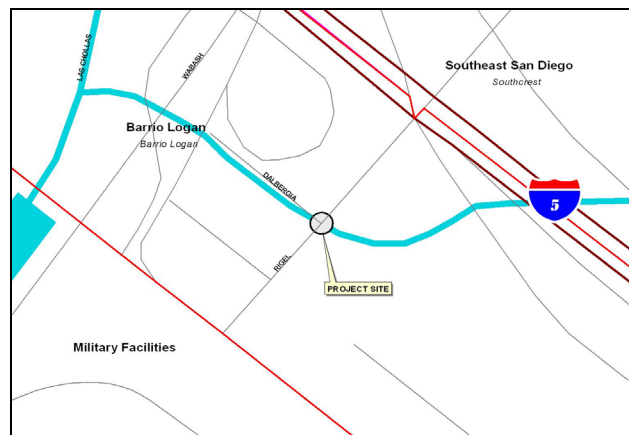 LAS CHOLLAS
WABASH
Southeast San Diego
Southcrest
Barrio Logan
Barrio Logan
DALBERGIA
5
RIGEL
PROJECT SITE
Military Facilities